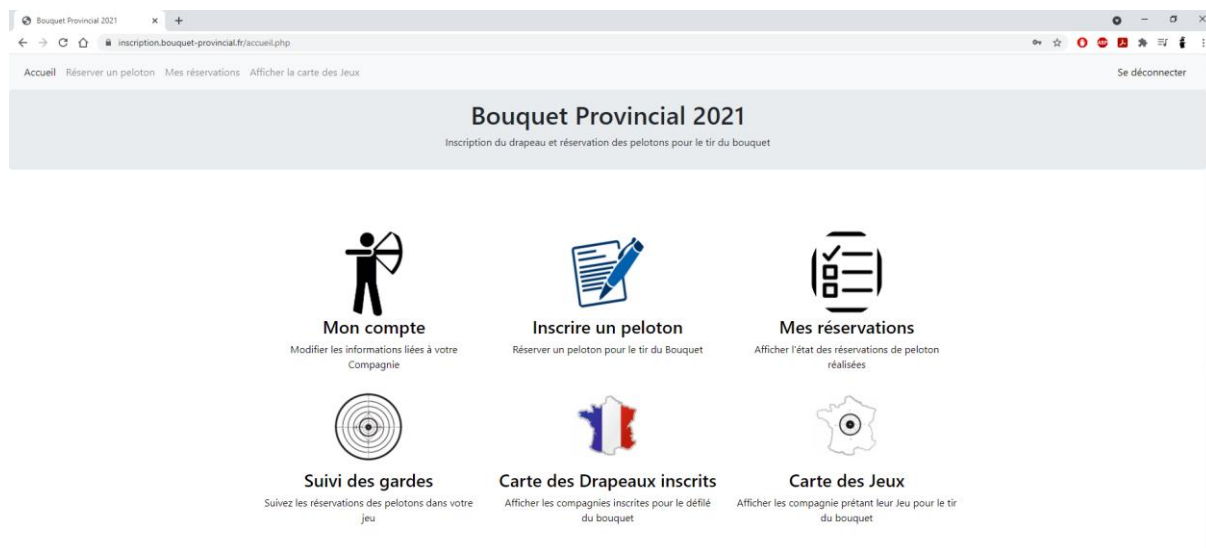 Bouquet Provincial 2021
inscription.bouquet-provincial.fr/accueil.php
Accueil Réserver un peloton Mes réservations Afficher la carte des Jeux Se déconnecter
Bouquet Provincial 2021
Inscription du drapeau et réservation des pelotons pour le tir du bouquet
Mon compte
Modifier les informations liées à votre
Compagnie
Inscrire un peloton
Réserver un peloton pour le tir du Bouquet
Mes réservations
Afficher l'état des réservations de peloton
réalisées
Suivi des gardes
Suivez les réservations des pelotons dans votre
jeu
Carte des Drapeaux inscrits
Afficher les compagnies inscrites pour le défilé
du bouquet
Carte des Jeux
Afficher les compagnie prétant leur Jeu pour le tir
du bouquet